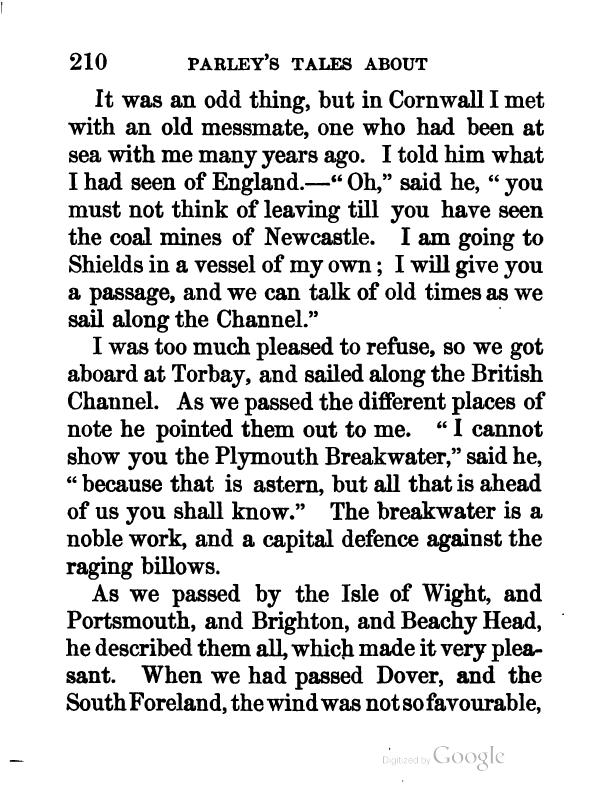 210 PARLEY'S TALES ABOUT
It was an odd thing, but in Cornwall I met
with an old messmate, one who had been at
sea with me many years ago. I told him what
I had seen of England.—“Oh,” said he, “you
must not think of leaving till you have seen
the coal mines of Newcastle. I am going to
Shields in a vessel of my own; I will give you
a passage, and we can talk of old times as we
sail along the Channel.”
I was too much pleased to refuse, so we got
aboard at Torbay, and sailed along the British
Channel. As we passed the different places of
note he pointed them out to me. “I cannot
show you the Plymouth Breakwater,” said he,
“because that is astern, but all that is ahead
of us you shall know.” The breakwater is a
noble work, and a capital defence against the
raging billows.
As we passed by the Isle of Wight, and
Portsmouth, and Brighton, and Beachy Head,
he described them all, which made it very plea-
sant. When we had passed Dover, and the
South Foreland, the wind was not so favourable,
Digitized by Google